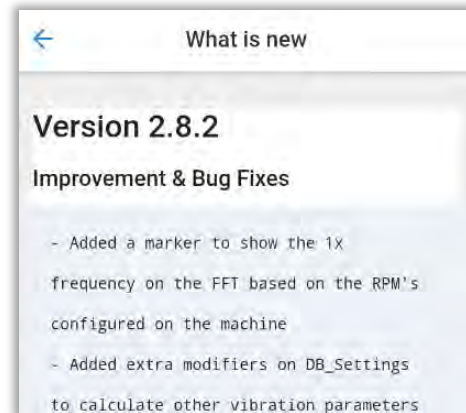 What is new
Version 2.8.2
Improvement & Bug Fixes
- Added a marker to show the 1x
frequency on the FFT based on the RPM's
configured on the machine
- Added extra modifiers on DB_Settings
to calculate other vibration parameters